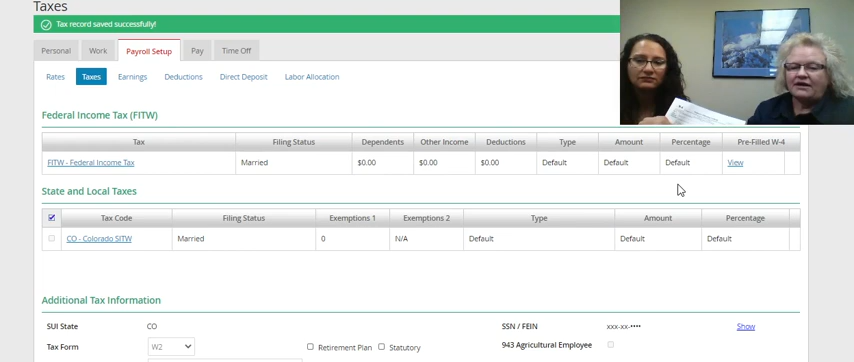 Taxes
Tax record saved successfully!
Personal Work Payroll Setup Pay Time Off
Rates Taxes Earnings Deductions Direct Deposit Labor Allocation
Federal Income Tax (FITW)
Tax Filing Status Dependents Other Income Deductions Type Amount Percentage Pre-Filled W-4
FITW - Federal Income Tax Married $0.00 $0.00 $0.00 Default Default Default View
State and Local Taxes
Tax Code Filing Status Exemptions 1 Exemptions 2 Type Amount Percentage
CO - Colorado SITW Married 0 N/A Default Default Default
Additional Tax Information
SUI State CO SSN / FEIN xxx-xx-•••• Show
Tax Form W2 Retirement Plan Statutory 943 Agricultural Employee